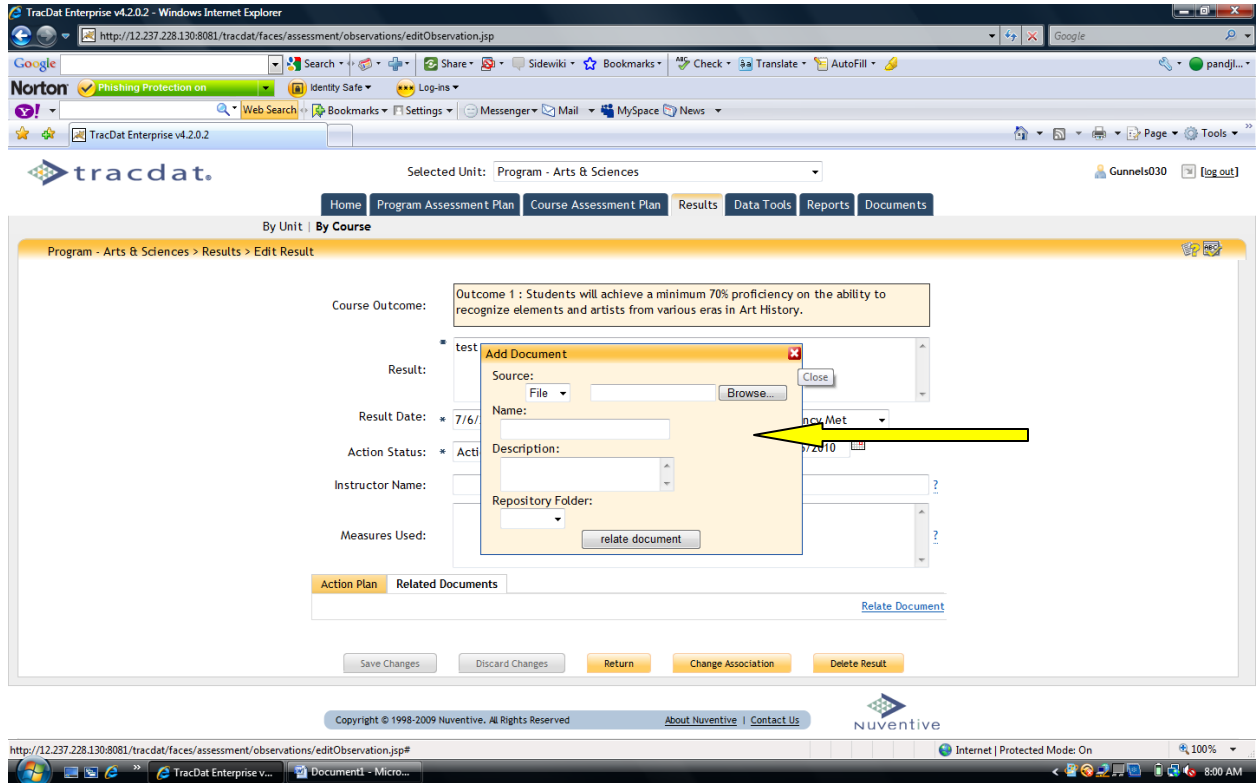 TracDat Enterprise v4.2.0.2 - Windows Internet Explorer
http://12.237.228.130:8081/tracdat/faces/assessment/observations/editObservation.jsp
Google
Google Search Share Sidewiki Bookmarks Check Translate AutoFill pandjl...
Norton Phishing Protection on Identity Safe Log-ins
Y! Web Search Bookmarks Settings Messenger Mail MySpace News
TracDat Enterprise v4.2.0.2 Page Tools
tracdat. Selected Unit: Program - Arts & Sciences Gunnels030 [log out]
Home Program Assessment Plan Course Assessment Plan Results Data Tools Reports Documents
By Unit | By Course
Program - Arts & Sciences > Results > Edit Result
Course Outcome:
Outcome 1 : Students will achieve a minimum 70% proficiency on the ability to
recognize elements and artists from various eras in Art History.
Result: * test
Result Date: * 7/6/
ncy Met
Action Status: * Acti
/2010
Instructor Name: ?
Measures Used: ?
Add Document
Close
Source:
File Browse...
Name:
Description:
Repository Folder:
relate document
Action Plan Related Documents
Relate Document
Save Changes Discard Changes Return Change Association Delete Result
Copyright © 1998-2009 Nuventive. All Rights Reserved About Nuventive | Contact Us
Nuventive
http://12.237.228.130:8081/tracdat/faces/assessment/observations/editObservation.jsp# Internet | Protected Mode: On 100%
TracDat Enterprise v... Document1 - Micro... 8:00 AM